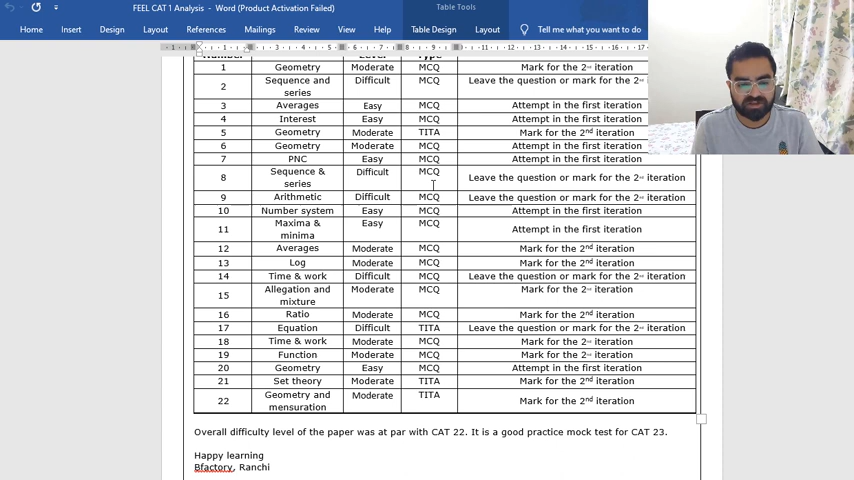 FEEL CAT 1 Analysis - Word (Product Activation Failed)
Table Tools
Home Insert Design Layout References Mailings Review View Help Table Design Layout Tell me what you want to do
1 Geometry Moderate MCQ Mark for the 2nd iteration
2 Sequence and series Difficult MCQ Leave the question or mark for the 2nd
3 Averages Easy MCQ Attempt in the first iteration
4 Interest Easy MCQ Attempt in the first iteration
5 Geometry Moderate TITA Mark for the 2nd iteration
6 Geometry Moderate MCQ Attempt in the first iteration
7 PNC Easy MCQ Attempt in the first iteration
8 Sequence & series Difficult MCQ Leave the question or mark for the 2nd iteration
9 Arithmetic Difficult MCQ Leave the question or mark for the 2nd iteration
10 Number system Easy MCQ Attempt in the first iteration
11 Maxima & minima Easy MCQ Attempt in the first iteration
12 Averages Moderate MCQ Mark for the 2nd iteration
13 Log Moderate MCQ Mark for the 2nd iteration
14 Time & work Difficult MCQ Leave the question or mark for the 2nd iteration
15 Allegation and mixture Moderate MCQ Mark for the 2nd iteration
16 Ratio Moderate MCQ Mark for the 2nd iteration
17 Equation Difficult TITA Leave the question or mark for the 2nd iteration
18 Time & work Moderate MCQ Mark for the 2nd iteration
19 Function Moderate MCQ Mark for the 2nd iteration
20 Geometry Easy MCQ Attempt in the first iteration
21 Set theory Moderate TITA Mark for the 2nd iteration
22 Geometry and mensuration Moderate TITA Mark for the 2nd iteration
Overall difficulty level of the paper was at par with CAT 22. It is a good practice mock test for CAT 23.
Happy learning
Bfactory, Ranchi